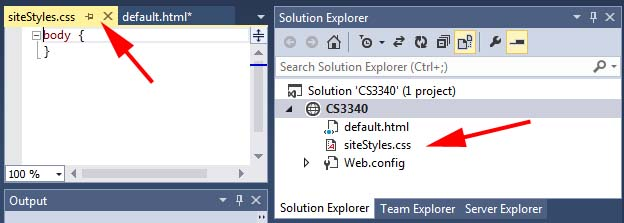 siteStyles.css
default.html*
body {
}
100 %
Output
Solution Explorer
Search Solution Explorer (Ctrl+;)
Solution 'CS3340' (1 project)
CS3340
default.html
siteStyles.css
Web.config
Solution Explorer Team Explorer Server Explorer